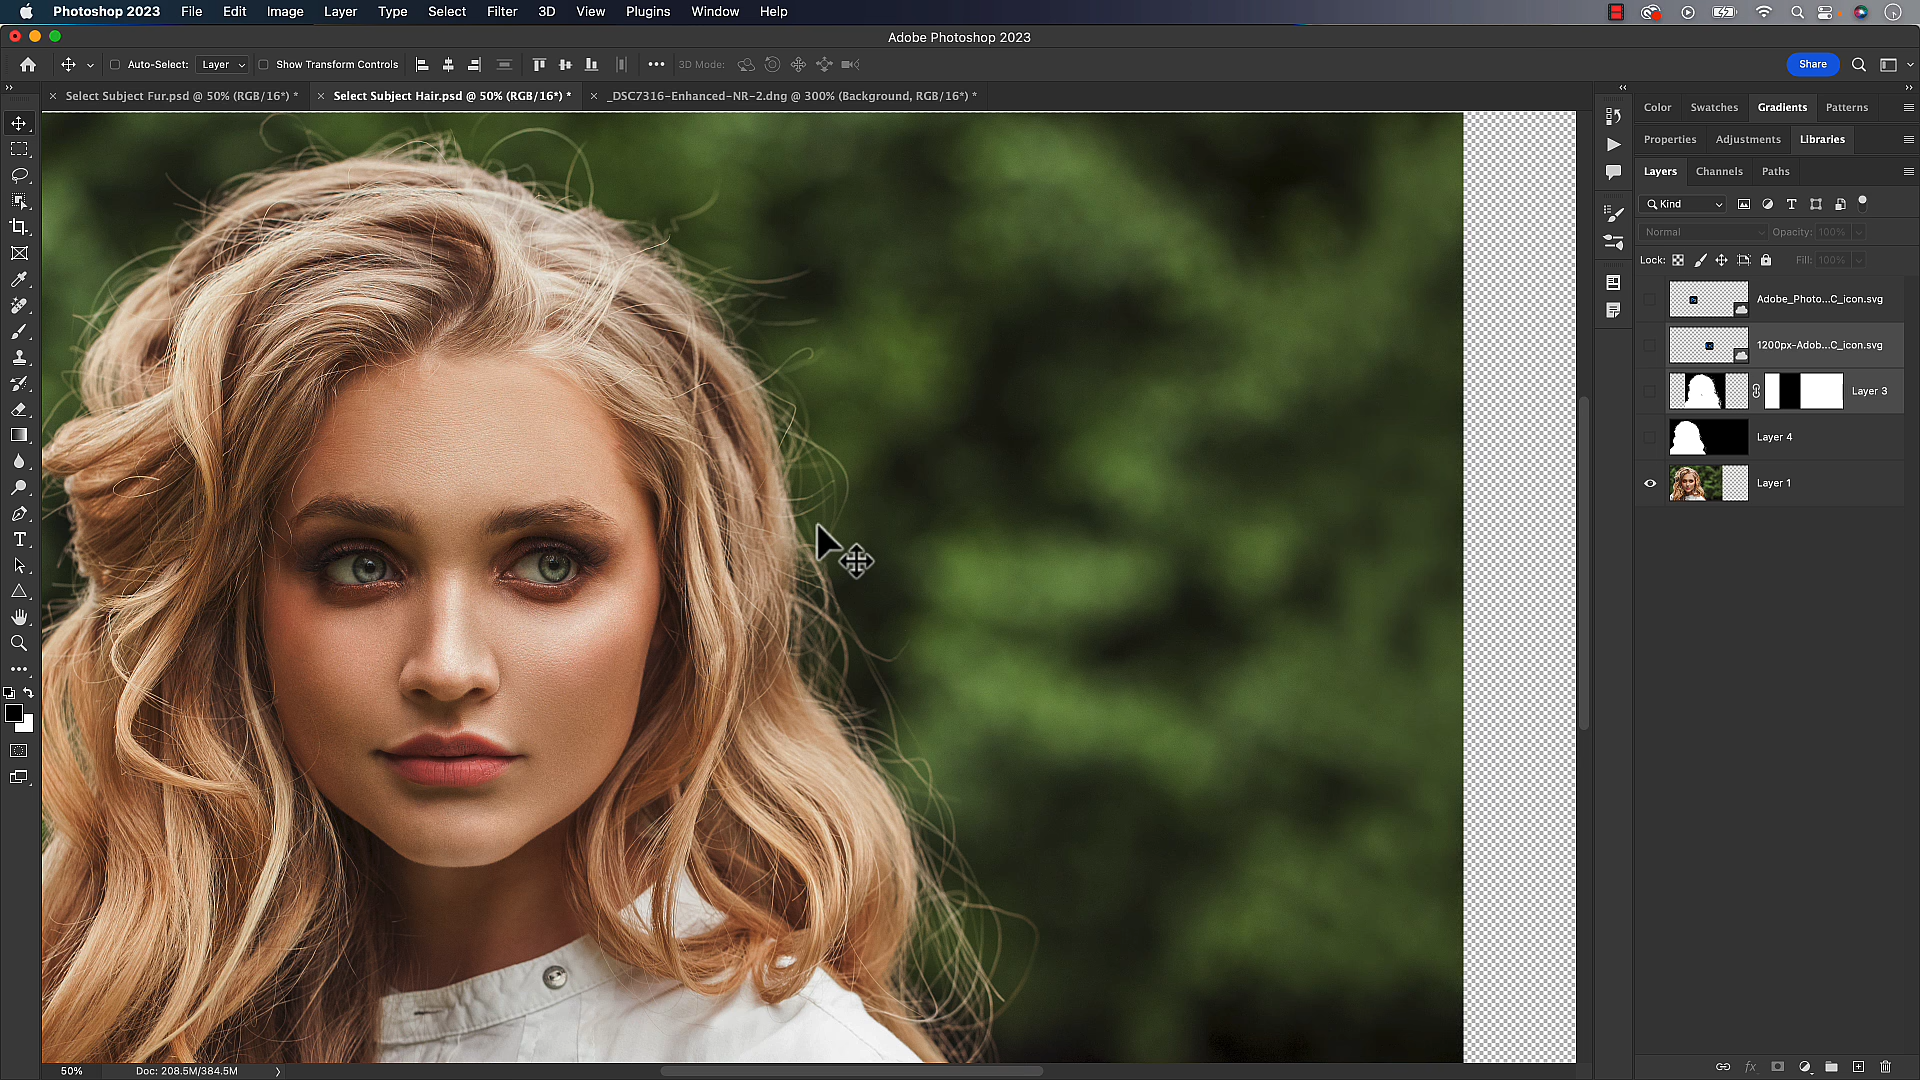 Photoshop 2023 File Edit Image Layer Type Select Filter 3D View Plugins Window Help
Adobe Photoshop 2023
Auto-Select: Layer Show Transform Controls ••• 3D Mode: Share
Select Subject Fur.psd @ 50% (RGB/16*) * Select Subject Hair.psd @ 50% (RGB/16*) * _DSC7316-Enhanced-NR-2.dng @ 300% (Background, RGB/16*) *
Color Swatches Gradients Patterns
Properties Adjustments Libraries
Layers Channels Paths
Kind
Normal Opacity: 100%
Lock: Fill: 100%
Adobe_Photo...C_icon.svg
1200px-Adob...C_icon.svg
Layer 3
Layer 4
Layer 1
50% Doc: 208.5M/384.5M
fx